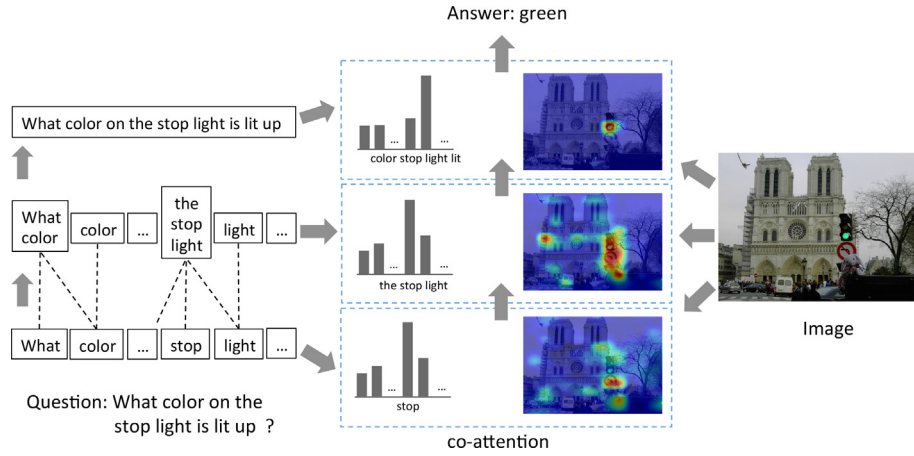 Answer: green
What color on the stop light is lit up
... ...
color stop light lit
What
color
color
...
the
stop
light
light
...
... ...
the stop light
What
color
...
stop
light
...
... ...
stop
Image
Question: What color on the
stop light is lit up ?
co-attention